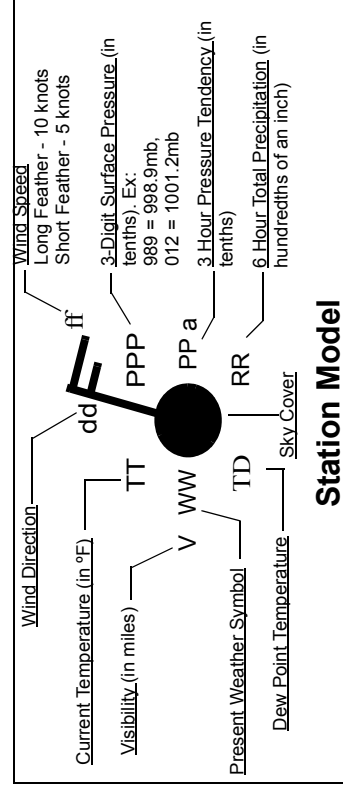 Wind Direction
Current Temperature (in ºF)
Visibility (in miles)
Present Weather Symbol
Dew Point Temperature
dd
ff
TT
PPP
V
WW
PP a
TD
RR
Sky Cover
Wind Speed
Long Feather - 10 knots
Short Feather - 5 knots
3-Digit Surface Pressure (in
tenths). Ex:
989 = 998.9mb,
012 = 1001.2mb
3 Hour Pressure Tendency (in
tenths)
6 Hour Total Precipitation (in
hundredths of an inch)
Station Model